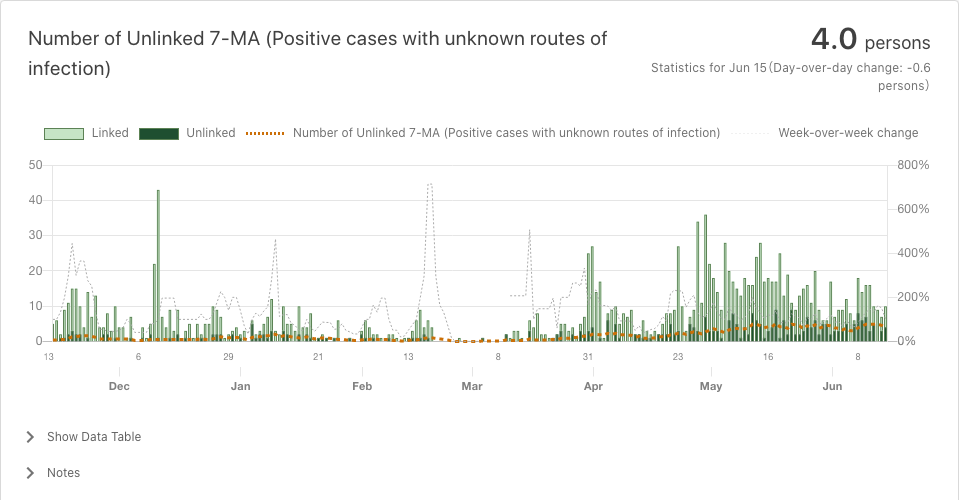 Number of Unlinked 7-MA (Positive cases with unknown routes of
infection)
4.0 persons
Statistics for Jun 15(Day-over-day change: -0.6
persons)
Linked Unlinked Number of Unlinked 7-MA (Positive cases with unknown routes of infection) Week-over-week change
50 800%
40 600%
30 400%
20
10 200%
0 0%
13 6 29 21 13 8 31 23 16 8
Dec Jan Feb Mar Apr May Jun
Show Data Table
Notes